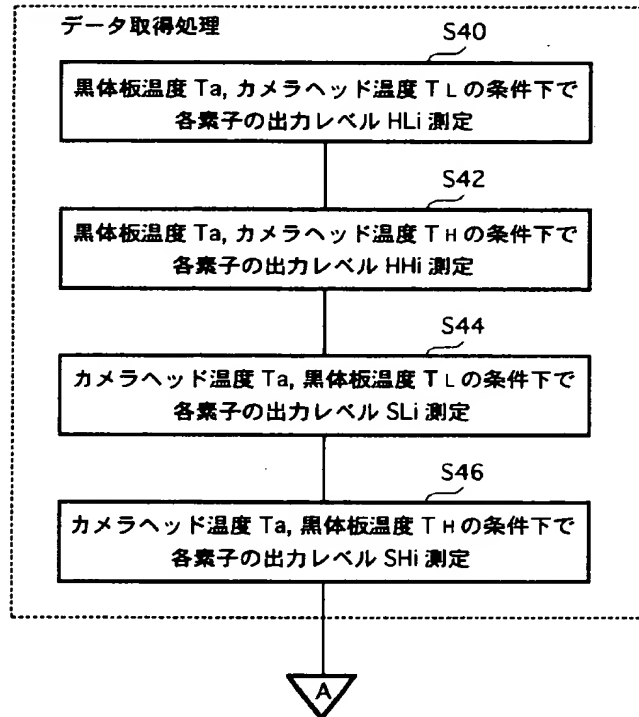 データ取得処理
S40
黒体板温度 Ta, カメラヘッド温度 TL の条件下で
各素子の出力レベル HLi 測定
S42
黒体板温度 Ta, カメラヘッド温度 TH の条件下で
各素子の出力レベル HHi 測定
S44
カメラヘッド温度 Ta, 黒体板温度 TL の条件下で
各素子の出力レベル SLi 測定
S46
カメラヘッド温度 Ta, 黒体板温度 TH の条件下で
各素子の出力レベル SHi 測定
A